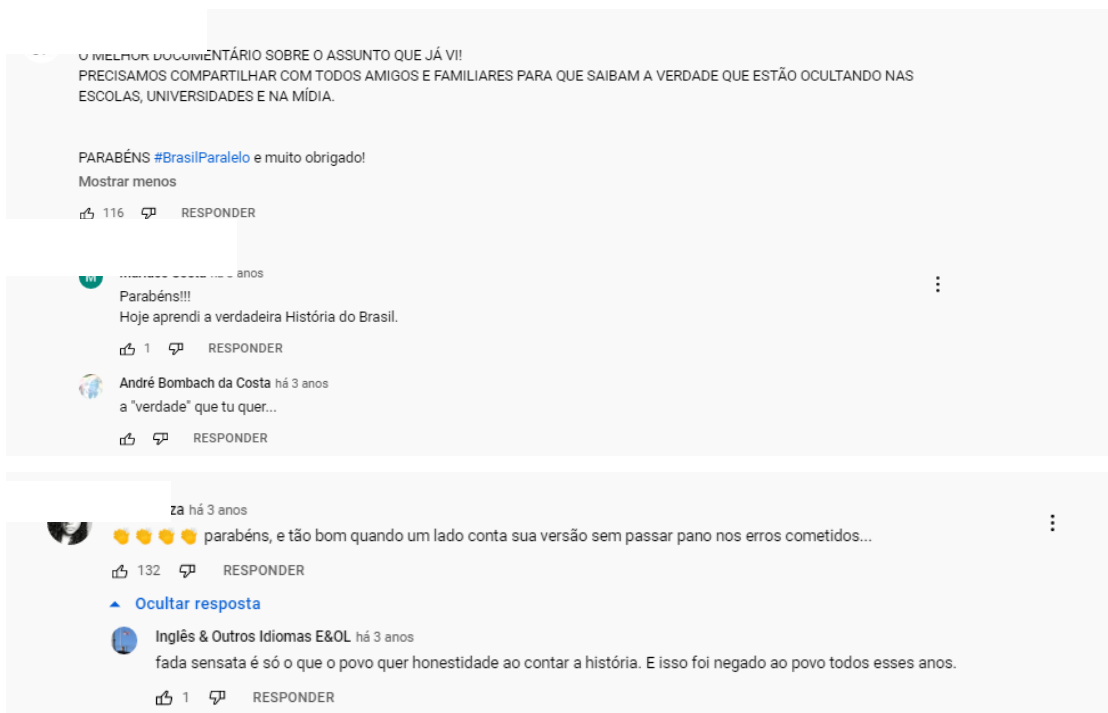 O MELHOR DOCUMENTÁRIO SOBRE O ASSUNTO QUE JÁ VI!
PRECISAMOS COMPARTILHAR COM TODOS AMIGOS E FAMILIARES PARA QUE SAIBAM A VERDADE QUE ESTÃO OCULTANDO NAS
ESCOLAS, UNIVERSIDADES E NA MÍDIA.
PARABÉNS #BrasilParalelo e muito obrigado!
Mostrar menos
116 RESPONDER
anos
Parabéns!!!
Hoje aprendi a verdadeira História do Brasil.
1 RESPONDER
André Bombach da Costa há 3 anos
a "verdade" que tu quer...
RESPONDER
za há 3 anos
👏 👏 👏 👏 parabéns, e tão bom quando um lado conta sua versão sem passar pano nos erros cometidos...
132 RESPONDER
Ocultar resposta
Inglês & Outros Idiomas E&OL há 3 anos
fada sensata é só o que o povo quer honestidade ao contar a história. E isso foi negado ao povo todos esses anos.
1 RESPONDER